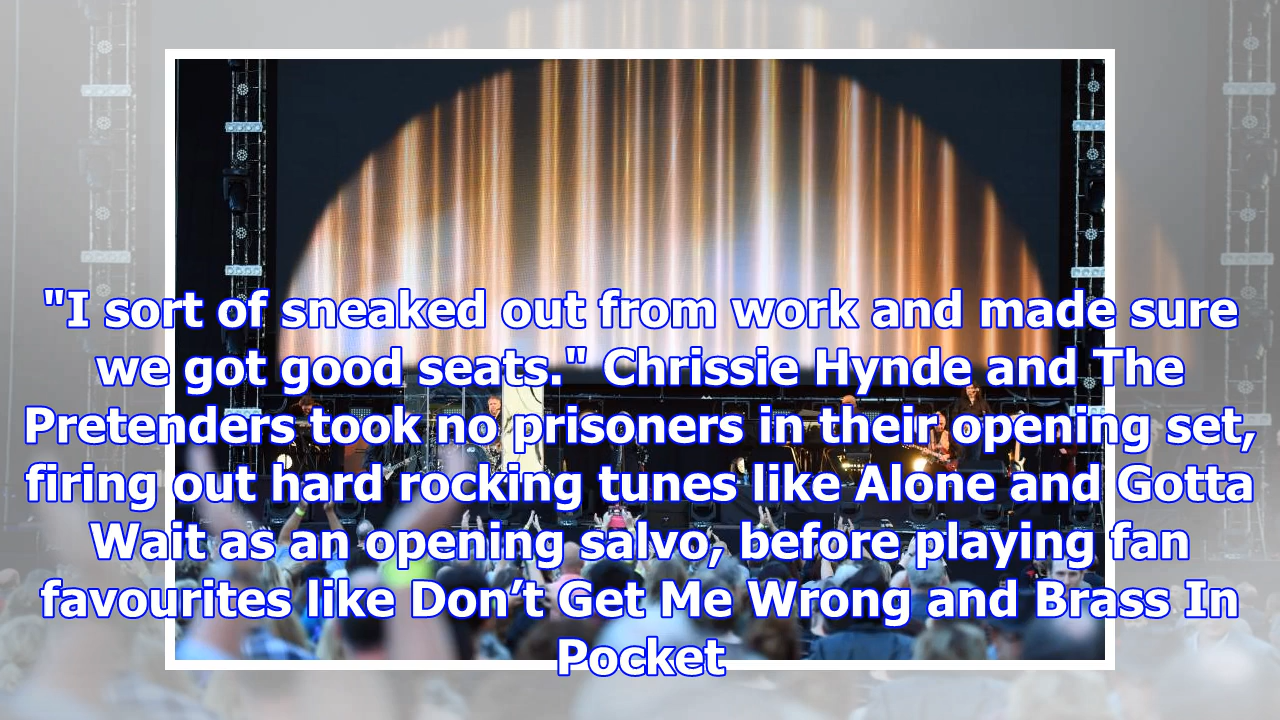 "I sort of sneaked out from work and made sure
we got good seats." Chrissie Hynde and The
Pretenders took no prisoners in their opening set,
firing out hard rocking tunes like Alone and Gotta
Wait as an opening salvo, before playing fan
favourites like Don’t Get Me Wrong and Brass In
Pocket